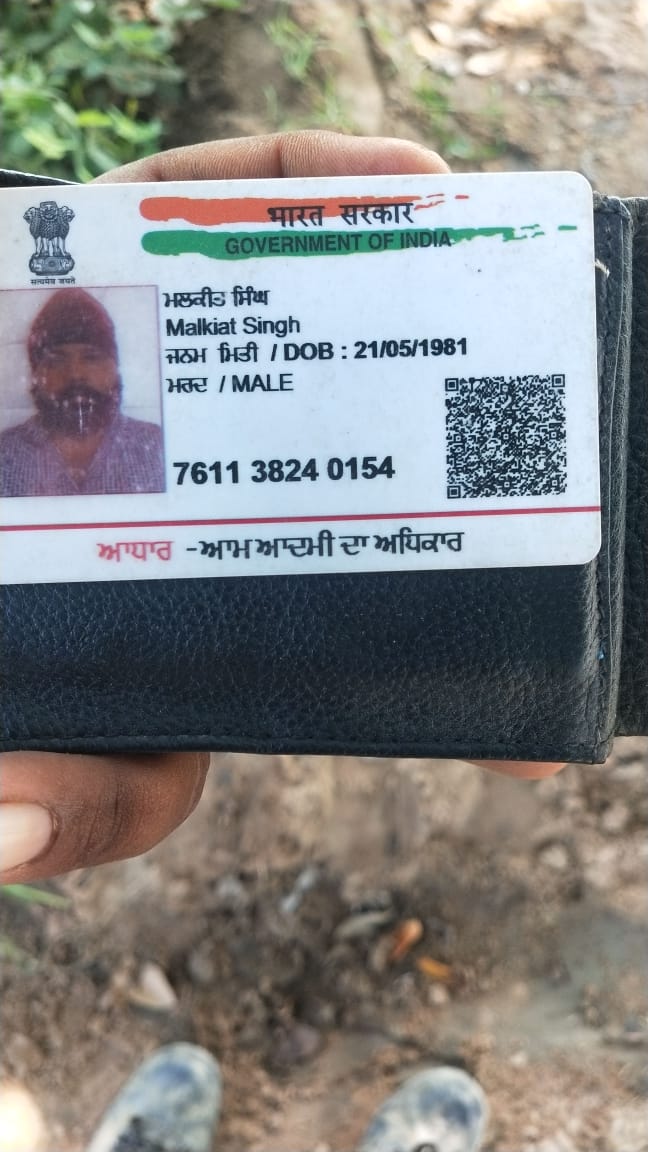 भारत सरकार
GOVERNMENT OF INDIA
सत्यमेव जयते
ਮਲਕੀਤ ਸਿੰਘ
Malkiat Singh
ਜਨਮ ਮਿਤੀ / DOB : 21/05/1981
ਮਰਦ / MALE
7611 3824 0154
ਆਧਾਰ -ਆਮ ਆਦਮੀ ਦਾ ਅਧਿਕਾਰ